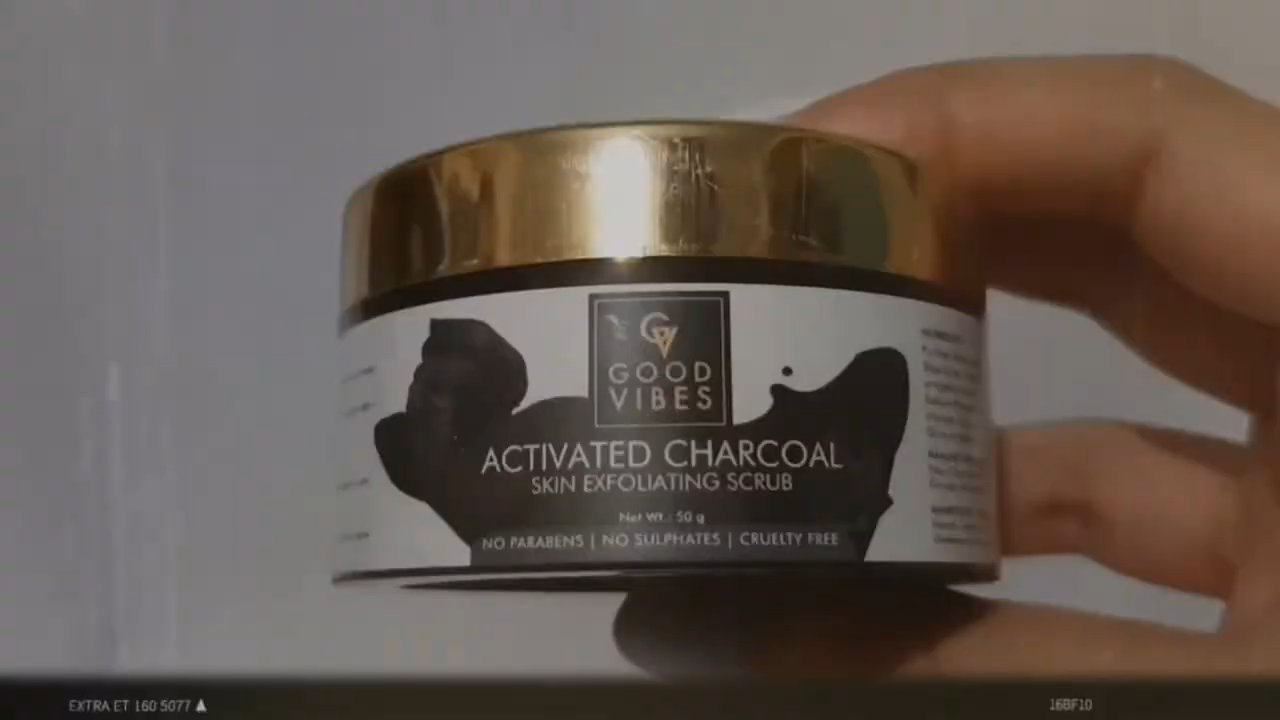 GV
GOOD
VIBES
ACTIVATED CHARCOAL
SKIN EXFOLIATING SCRUB
Net Wt.: 50 g
NO PARABENS | NO SULPHATES | CRUELTY FREE
EXTRA ET 160 5077
16BF10